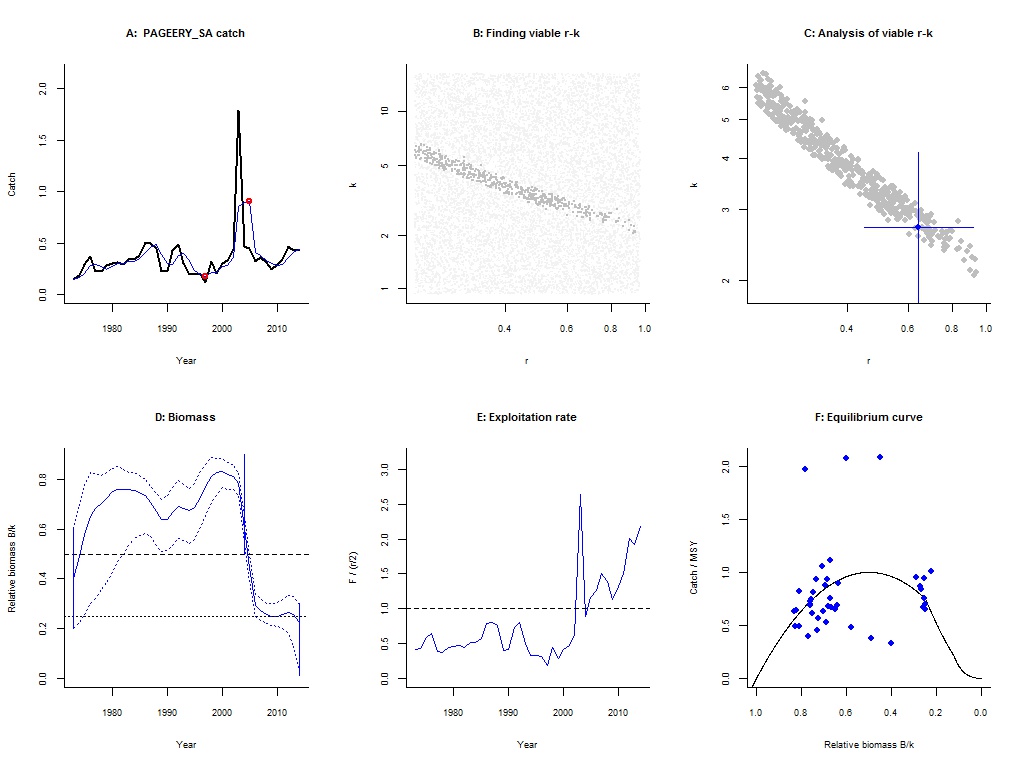 A: PAGEERY_SA catch
Catch
2.0
1.5
1.0
0.5
0.0
1980 1990 2000 2010
Year
B: Finding viable r-k
k
10
5
2
1
0.4 0.6 0.8 1.0
r
C: Analysis of viable r-k
k
6
5
4
3
2
0.4 0.6 0.8 1.0
r
D: Biomass
Relative biomass B/k
0.8
0.6
0.4
0.2
0.0
1980 1990 2000 2010
Year
E: Exploitation rate
F / (r/2)
3.0
2.5
2.0
1.5
1.0
0.5
0.0
1980 1990 2000 2010
Year
F: Equilibrium curve
Catch / MSY
2.0
1.5
1.0
0.5
0.0
1.0 0.8 0.6 0.4 0.2 0.0
Relative biomass B/k